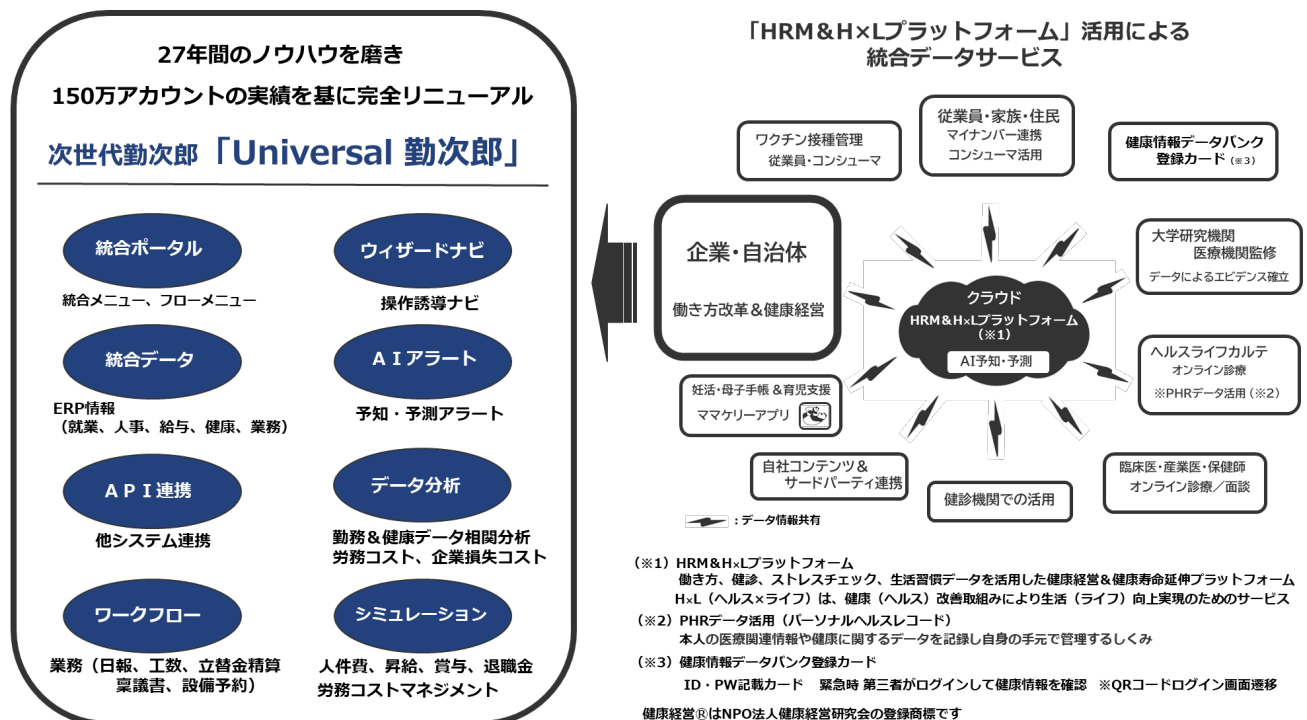 27年間のノウハウを磨き
150万アカウントの実績を基に完全リニューアル
次世代勤次郎「Universal 勤次郎」
統合ポータル
統合メニュー、フローメニュー
ウィザードナビ
操作誘導ナビ
統合データ
ERP情報
（就業、人事、給与、健康、業務）
ＡＩアラート
予知・予測アラート
ＡＰＩ連携
他システム連携
データ分析
勤務＆健康データ相関分析
労務コスト、企業損失コスト
ワークフロー
業務（日報、工数、立替金精算
稟議書、設備予約）
シミュレーション
人件費、昇給、賞与、退職金
労務コストマネジメント
「HRM＆H×Lプラットフォーム」活用による
統合データサービス
ワクチン接種管理
従業員・コンシューマ
従業員・家族・住民
マイナンバー連携
コンシューマ活用
健康情報データバンク
登録カード（※３）
企業・自治体
働き方改革＆健康経営
大学研究機関
医療機関監修
データによるエビデンス確立
クラウド
HRM＆H×Lプラットフォーム
（※１）
AI予知・予測
ヘルスライフカルテ
オンライン診療
※PHRデータ活用（※２）
妊活・母子手帳＆育児支援
ママケリーアプリ
自社コンテンツ＆
サードパーティ連携
健診機関での活用
臨床医・産業医・保健師
オンライン診療／面談
：データ情報共有
（※１）HRM＆H×Lプラットフォーム
働き方、健診、ストレスチェック、生活習慣データを活用した健康経営＆健康寿命延伸プラットフォーム
H×L（ヘルス×ライフ）は、健康（ヘルス）改善取組みにより生活（ライフ）向上実現のためのサービス
（※２）PHRデータ活用（パーソナルヘルスレコード）
本人の医療関連情報や健康に関するデータを記録し自身の手元で管理するしくみ
（※３）健康情報データバンク登録カード
ID・PW記載カード　緊急時 第三者がログインして健康情報を確認　※QRコードログイン画面遷移
健康経営®はNPO法人健康経営研究会の登録商標です